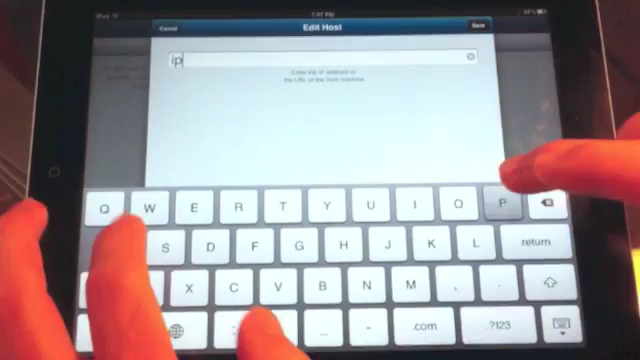 iPad 1:07 PM 97%
Cancel Edit Host Save
ip
Enter the IP address or
the URL of the host machine
Q W E R T Y U I O P
S D F G H J K L return
X C V B N M , .
: _ - .com .?123